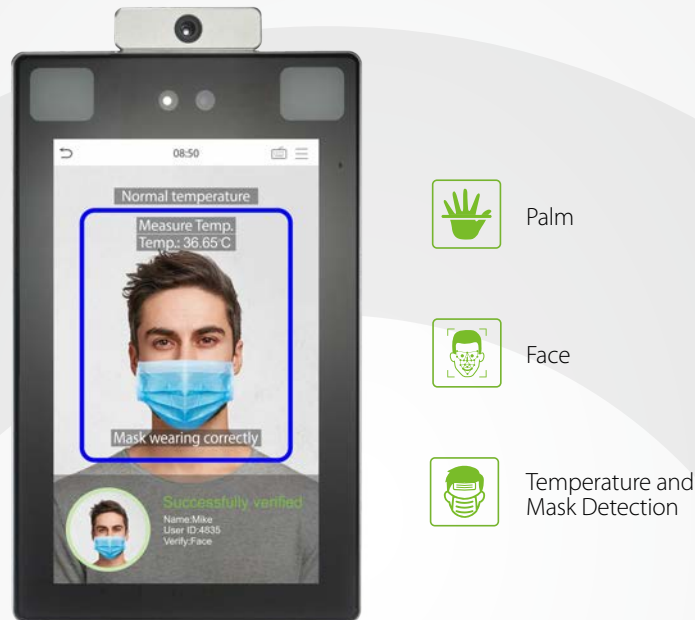 08:50
Normal temperature
Measure Temp.
Temp.: 36.65°C
Mask wearing correctly
Successfully verified
Name:Mike
User ID:4835
Verify:Face
Palm
Face
Temperature and
Mask Detection